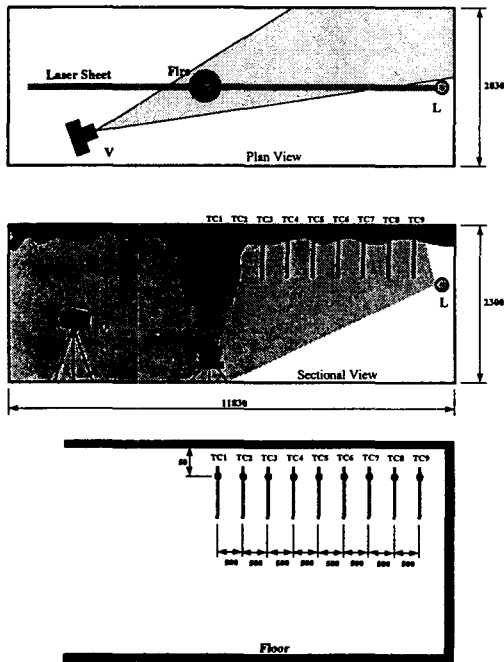 Fire
Laser Sheet
L
V
Plan View
2830
TC1 TC2 TC3 TC4 TC5 TC6 TC7 TC8 TC9
L
2300
Sectional View
11830
TC1 TC2 TC3 TC4 TC5 TC6 TC7 TC8 TC9
50
500 500 500 500 500 500 500 500
Floor